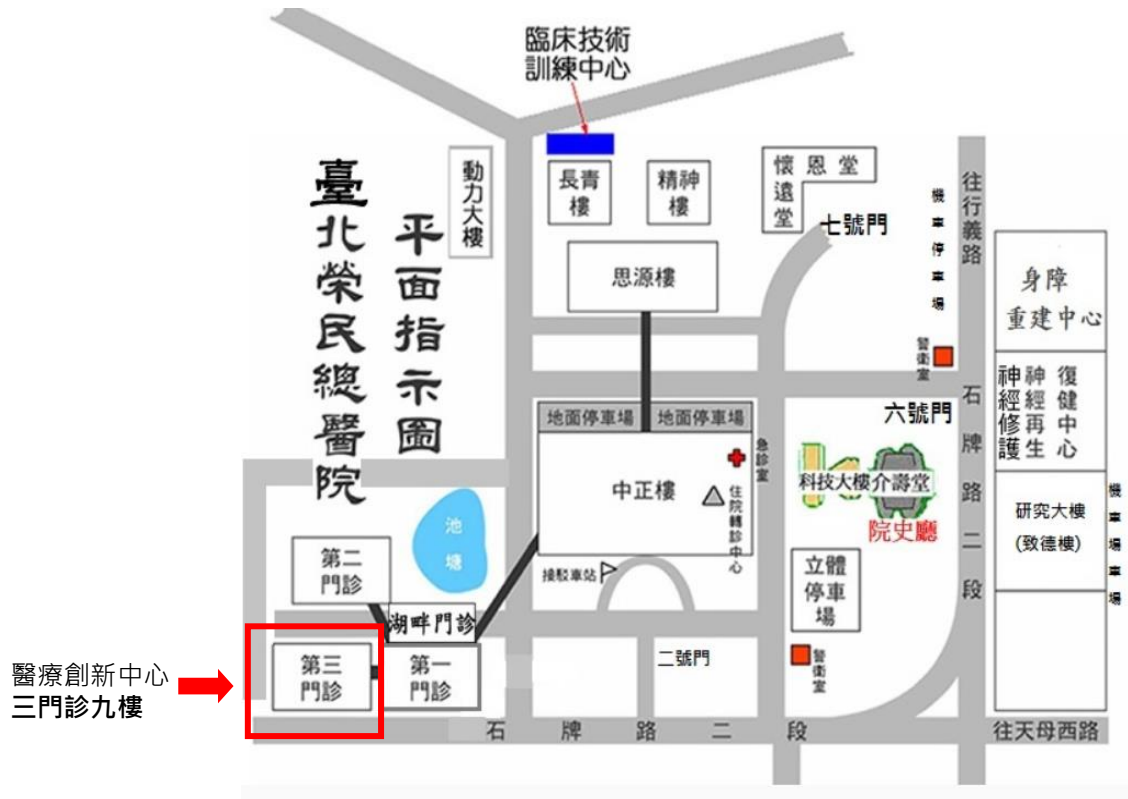 臨床技術
訓練中心
臺北榮民總醫院
平面指示圖
動力大樓
長青
樓
精神
樓
懷恩堂
遠堂
七號門
機車停車場
往行義路
思源樓
身障
重建中心
警衛室
神經修護
神經再生
復健中心
六號門
地面停車場
地面停車場
急診室
中正樓
住院轉診中心
科技大樓
介壽堂
院史廳
石牌路二段
研究大樓
(致德樓)
機車場車場
池塘
第二
門診
接駁車站
立體
停車
場
湖畔門診
第三
門診
第一
門診
二號門
警衛室
醫療創新中心
三門診九樓
石牌路二段
往天母西路